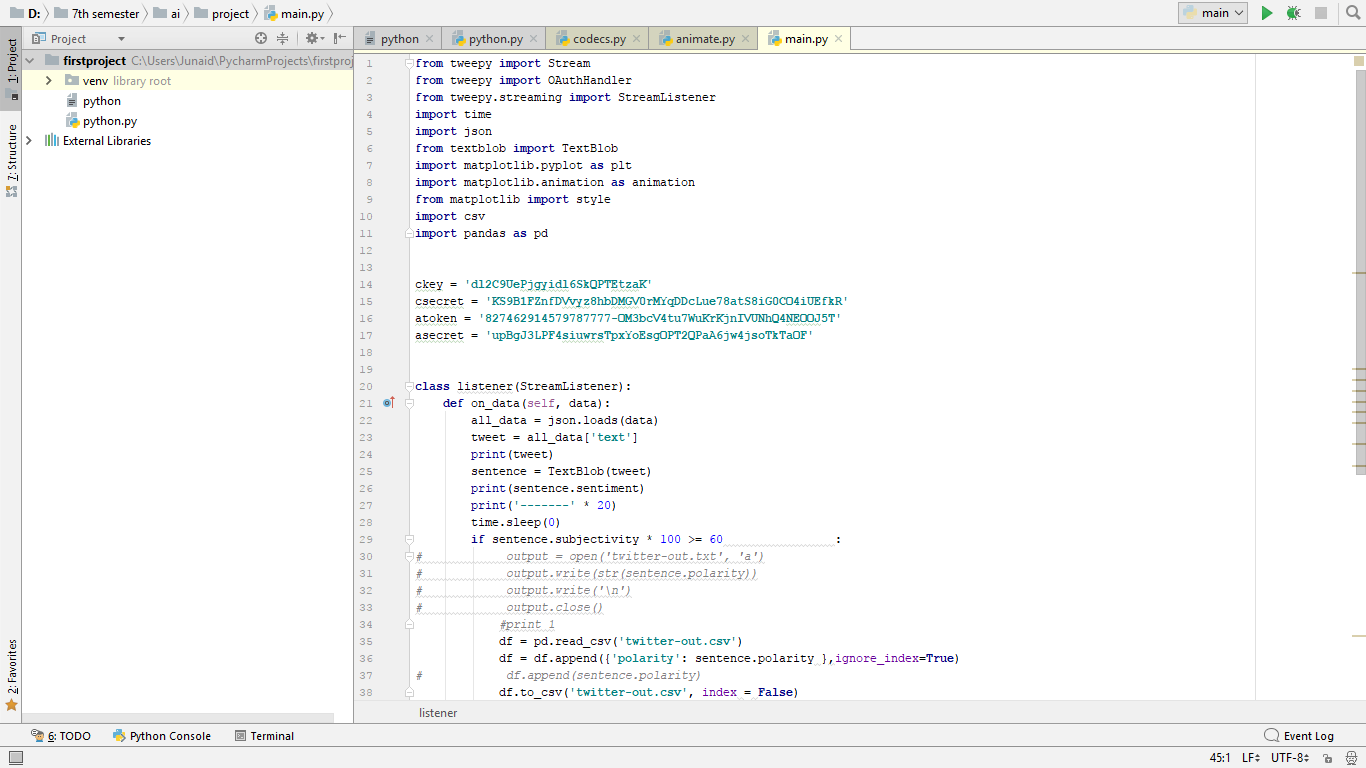 D: 7th semester ai project main.py
main
Project
python python.py codecs.py animate.py main.py
1: Project
7: Structure
2: Favorites
firstproject C:\Users\Junaid\PycharmProjects\firstproj
venv library root
python
python.py
External Libraries
1 from tweepy import Stream
2 from tweepy import OAuthHandler
3 from tweepy.streaming import StreamListener
4 import time
5 import json
6 from textblob import TextBlob
7 import matplotlib.pyplot as plt
8 import matplotlib.animation as animation
9 from matplotlib import style
10 import csv
11 import pandas as pd
12
13
14 ckey =
15 csecret =
16 atoken =
17 asecret =
18
19
20 class listener(StreamListener):
21 def on_data(self, data):
22 all_data = json.loads(data)
23 tweet = all_data['text']
24 print(tweet)
25 sentence = TextBlob(tweet)
26 print(sentence.sentiment)
27 print('-------' * 20)
28 time.sleep(0)
29 if sentence.subjectivity * 100 >= 60 :
30 # output = open('twitter-out.txt', 'a')
31 # output.write(str(sentence.polarity))
32 # output.write('\n')
33 # output.close()
34 #print 1
35 df = pd.read_csv('twitter-out.csv')
36 df = df.append({'polarity': sentence.polarity },ignore_index=True)
37 # df.append(sentence.polarity)
38 df.to_csv('twitter-out.csv', index = False)
listener
6: TODO Python Console Terminal Event Log
45:1 LF UTF-8